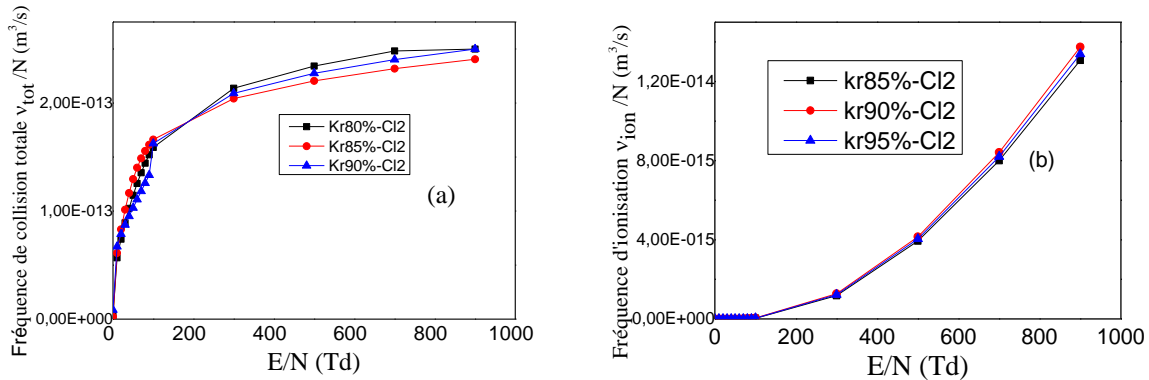 Fréquence de collision totale ν_tot /N (m³/s)
2,00E-013
1,00E-013
0,00E+000
0 200 400 600 800 1000
E/N (Td)
Kr80%-Cl2
Kr85%-Cl2
Kr90%-Cl2
(a)
Fréquence d'ionisation ν_ion /N (m³/s)
1,20E-014
8,00E-015
4,00E-015
0,00E+000
0 200 400 600 800 1000
E/N (Td)
kr85%-Cl2
kr90%-Cl2
kr95%-Cl2
(b)